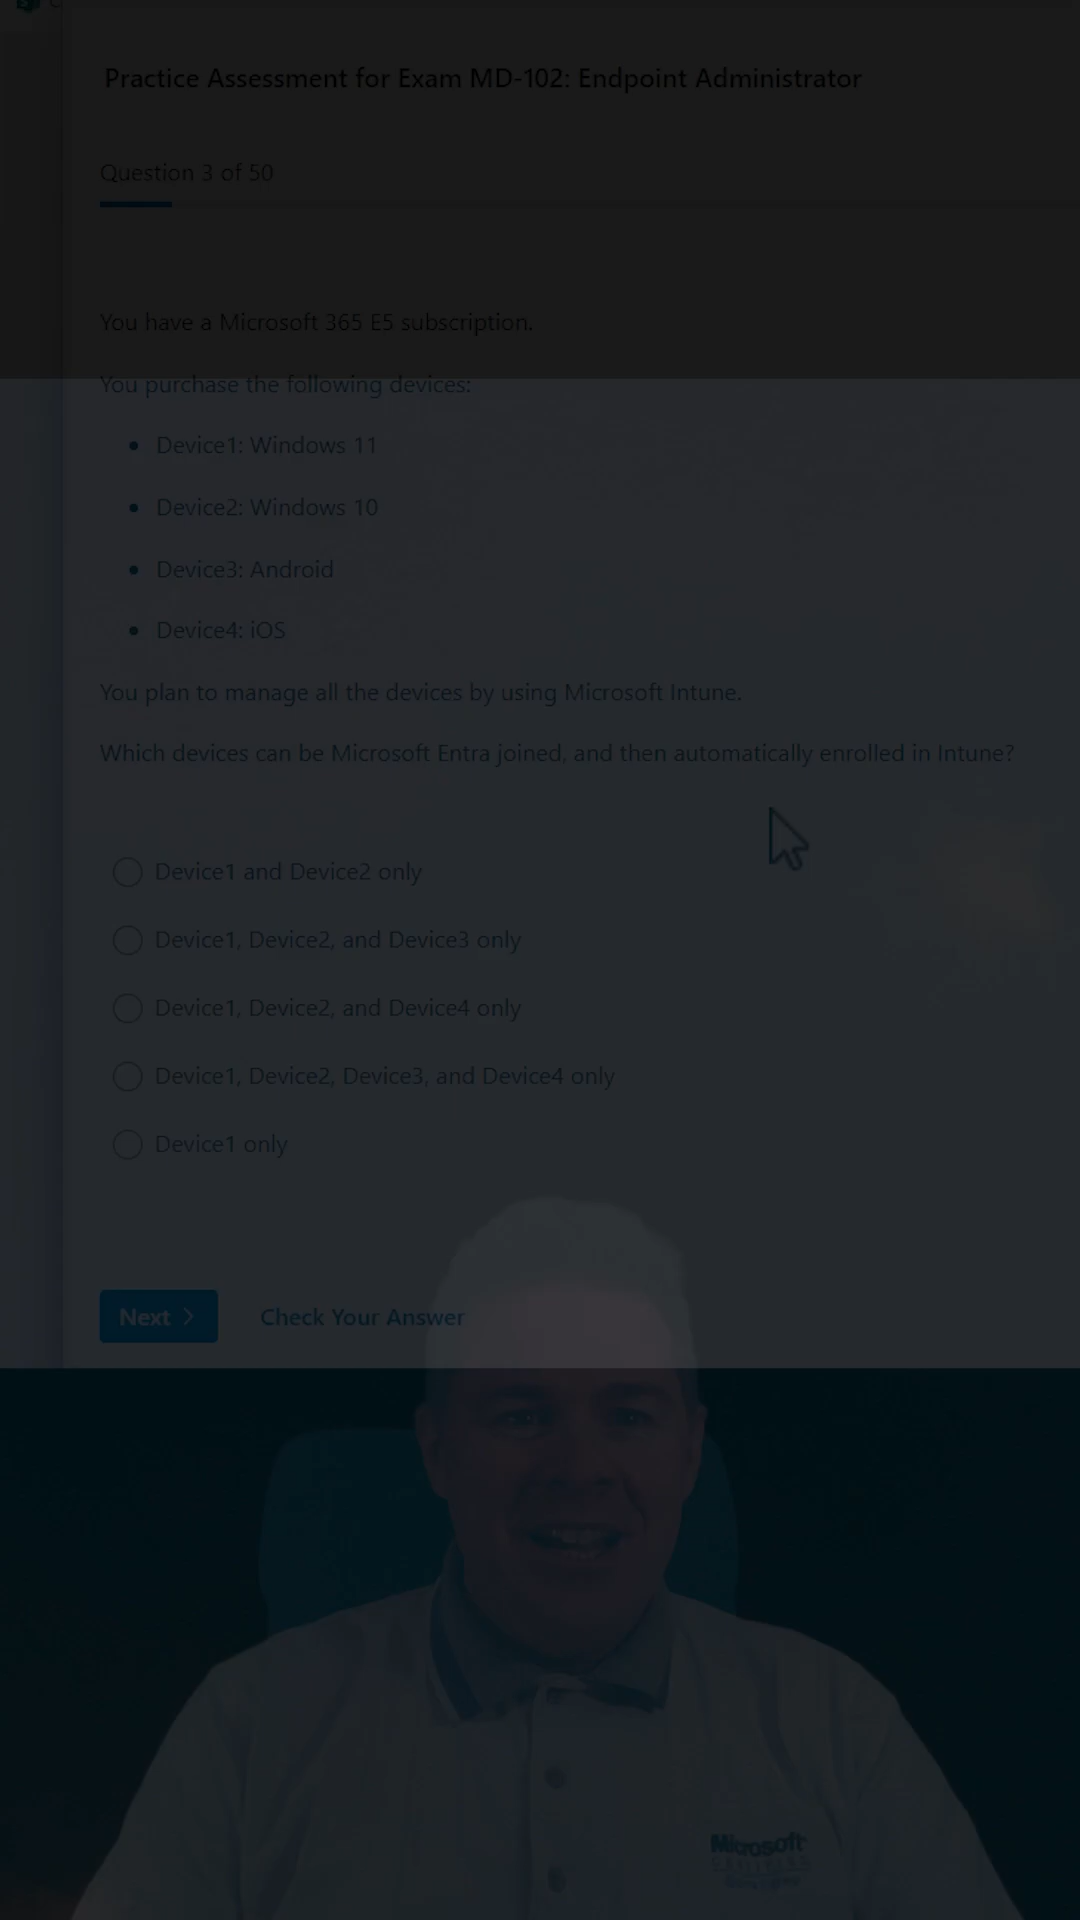 Practice Assessment for Exam MD-102: Endpoint Administrator
Question 3 of 50
You have a Microsoft 365 E5 subscription.
You purchase the following devices:
• Device1: Windows 11
• Device2: Windows 10
• Device3: Android
• Device4: iOS
You plan to manage all the devices by using Microsoft Intune.
Which devices can be Microsoft Entra joined, and then automatically enrolled in Intune?
Device1 and Device2 only
Device1, Device2, and Device3 only
Device1, Device2, and Device4 only
Device1, Device2, Device3, and Device4 only
Device1 only
Next >
Check Your Answer
Microsoft
CERTIFIED